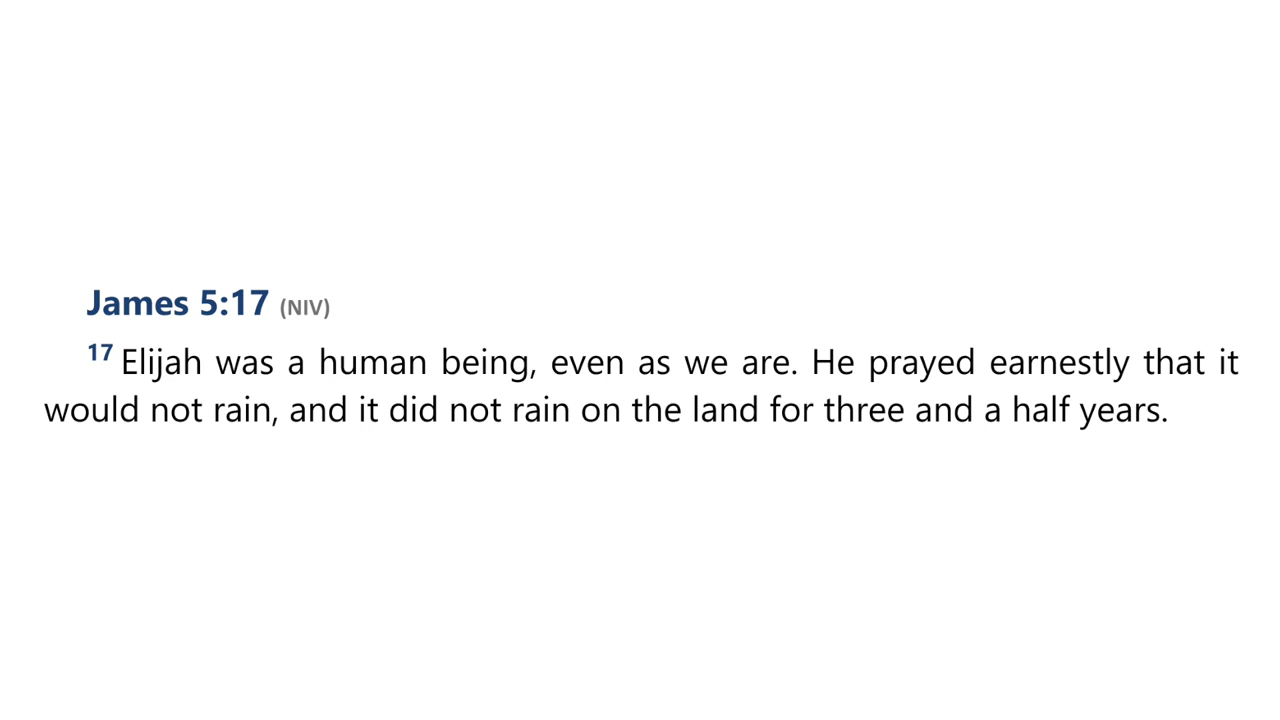 James 5:17 (NIV)
17 Elijah was a human being, even as we are. He prayed earnestly that it
would not rain, and it did not rain on the land for three and a half years.